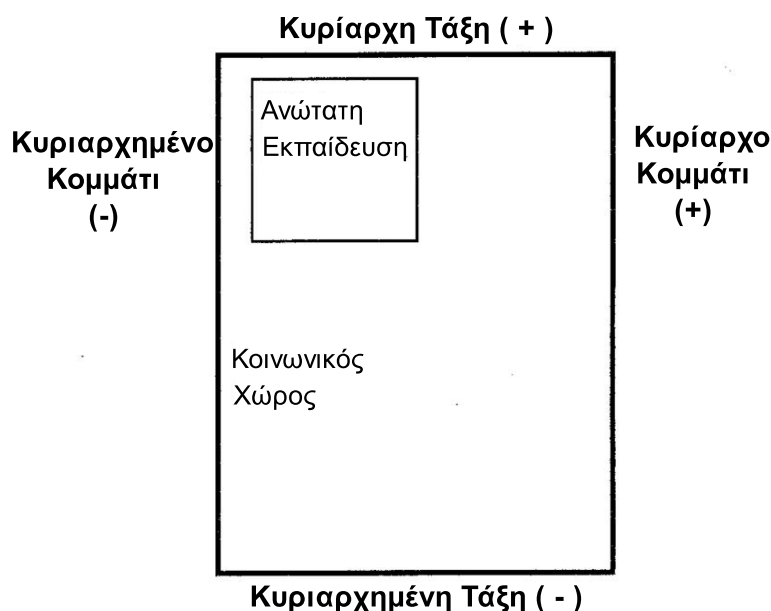 Κυρίαρχη Τάξη ( + )
Ανώτατη
Εκπαίδευση
Κυριαρχημένο
Κομμάτι
(-)
Κυρίαρχο
Κομμάτι
(+)
Κοινωνικός
Χώρος
Κυριαρχημένη Τάξη ( - )